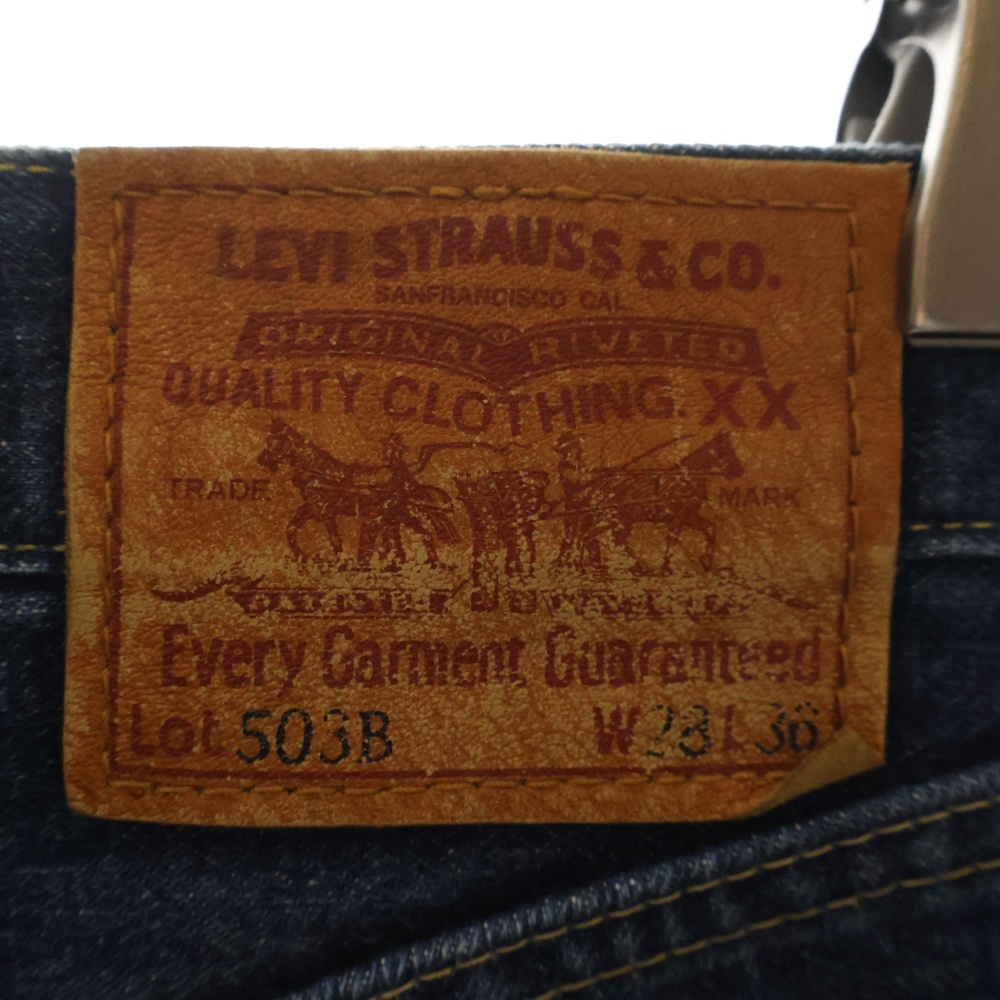 LEVI STRAUSS & CO.
SANFRANCISCO CAL
ORIGINAL RIVETED
QUALITY CLOTHING. XX
TRADE MARK
Every Garment Guaranteed
Lot 503B W28 L36